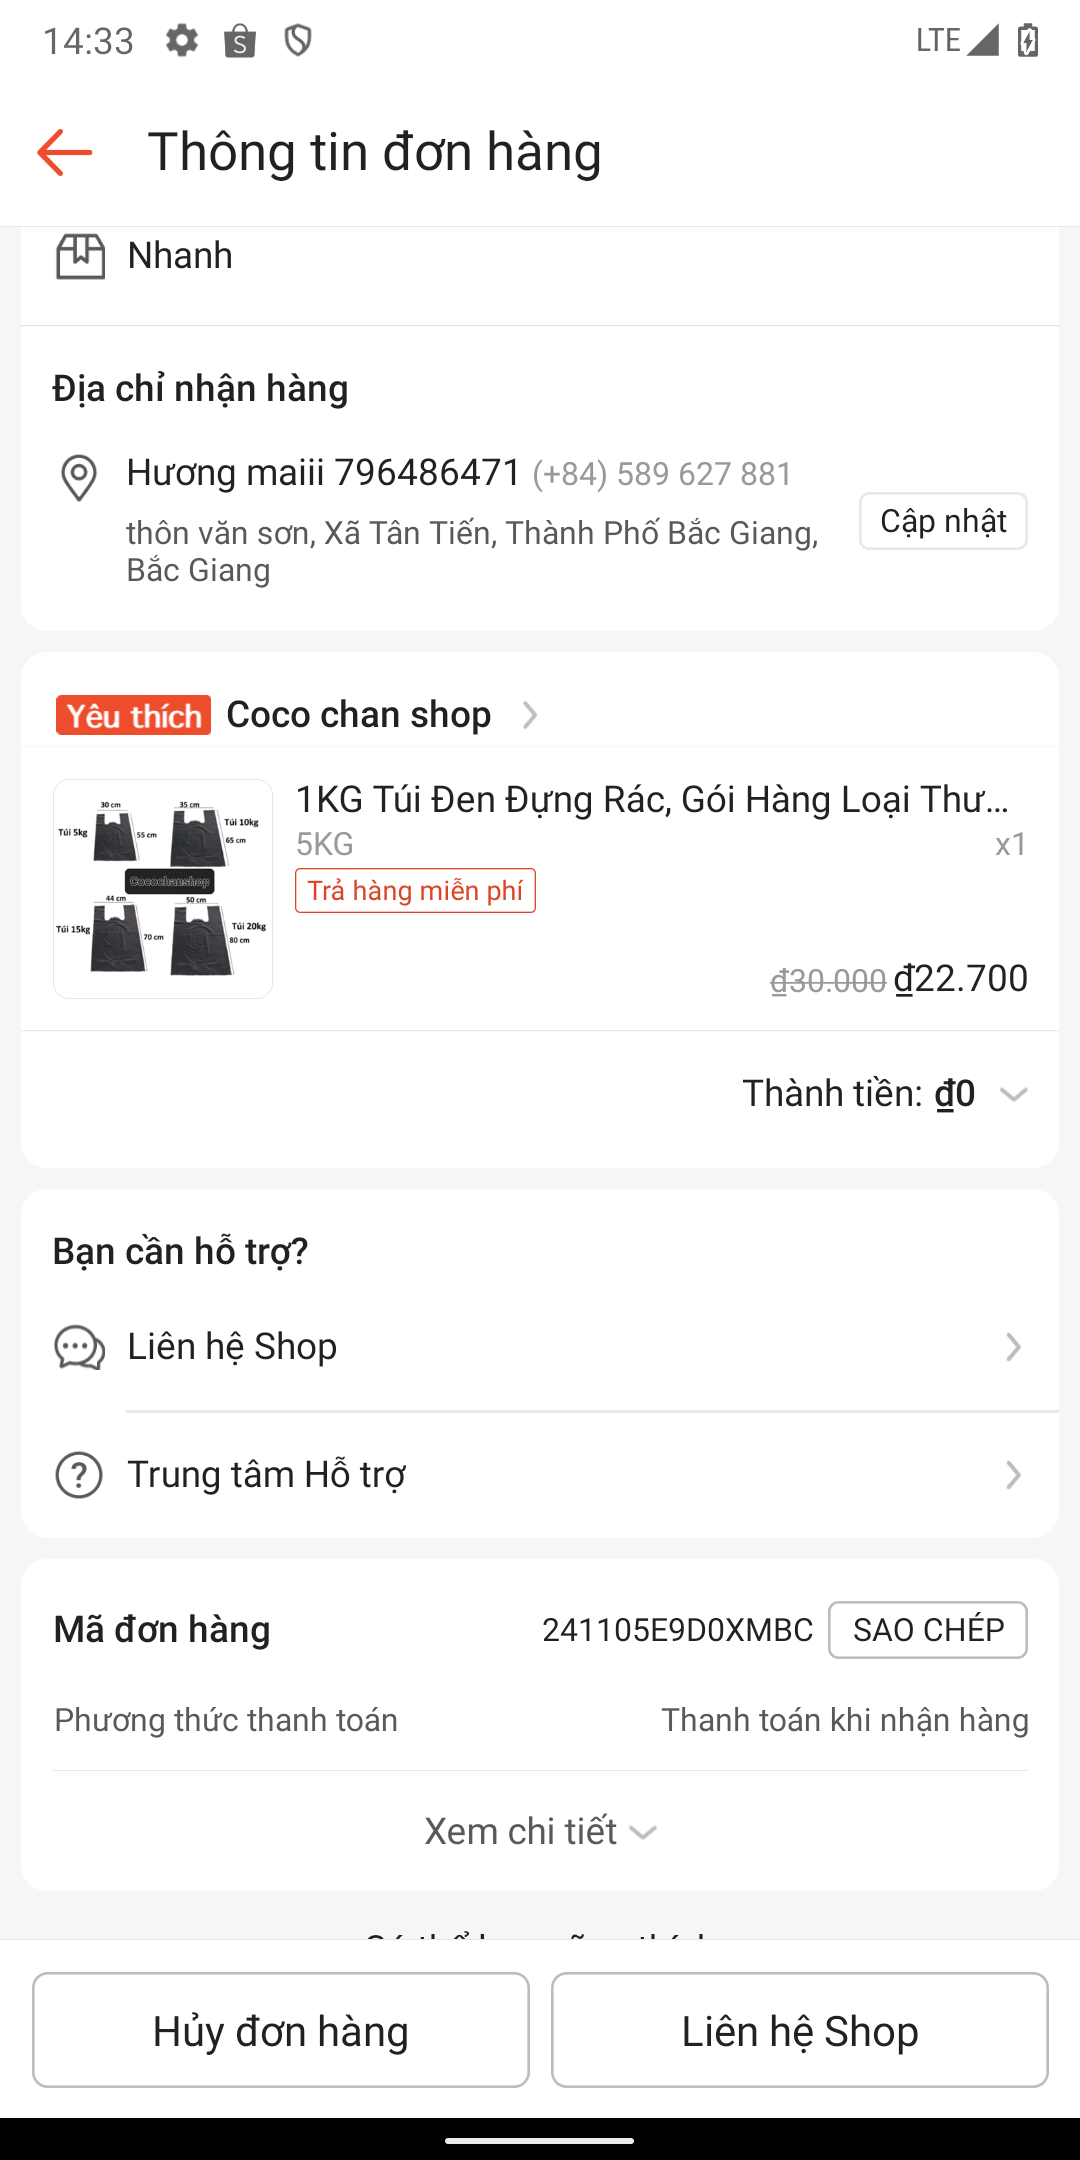 14:33
LTE
Thông tin đơn hàng
Nhanh
Địa chỉ nhận hàng
Hương maiii 796486471 (+84) 589 627 881
thôn văn sơn, Xã Tân Tiến, Thành Phố Bắc Giang,
Bắc Giang
Cập nhật
Yêu thích Coco chan shop
30 cm
35 cm
Túi 5kg
55 cm
Túi 10kg
65 cm
Cocochanshop
44 cm
50 cm
Túi 15kg
70 cm
Túi 20kg
80 cm
1KG Túi Đen Đựng Rác, Gói Hàng Loại Thư...
5KG
x1
Trả hàng miễn phí
₫30.000 ₫22.700
Thành tiền: ₫0
Bạn cần hỗ trợ?
Liên hệ Shop
Trung tâm Hỗ trợ
Mã đơn hàng
241105E9D0XMBC
SAO CHÉP
Phương thức thanh toán
Thanh toán khi nhận hàng
Xem chi tiết
Hủy đơn hàng
Liên hệ Shop